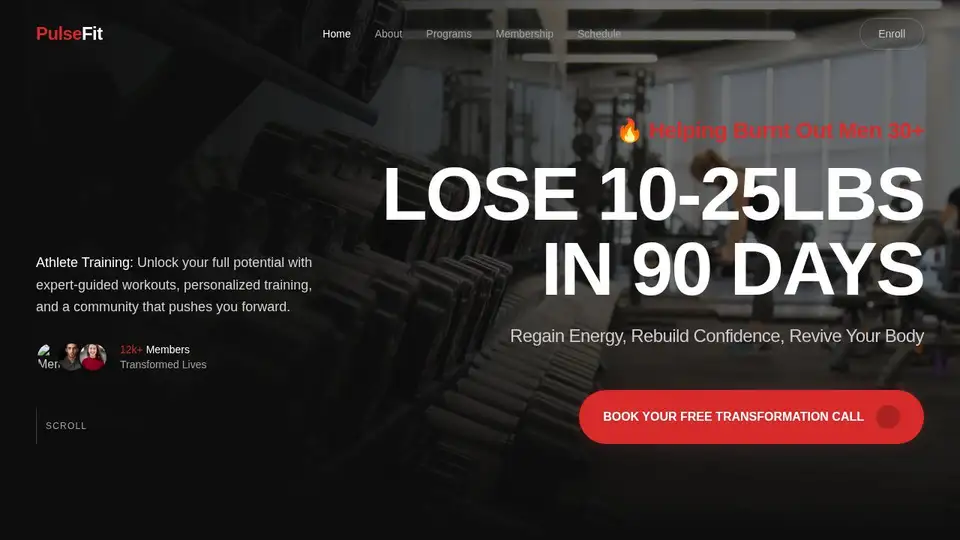 PulseFit
Home About Programs Membership Schedule
Enroll
🔥 Helping Burnt Out Men 30+
LOSE 10-25LBS
IN 90 DAYS
Regain Energy, Rebuild Confidence, Revive Your Body
BOOK YOUR FREE TRANSFORMATION CALL
Athlete Training: Unlock your full potential with
expert-guided workouts, personalized training,
and a community that pushes you forward.
12k+ Members
Transformed Lives
SCROLL